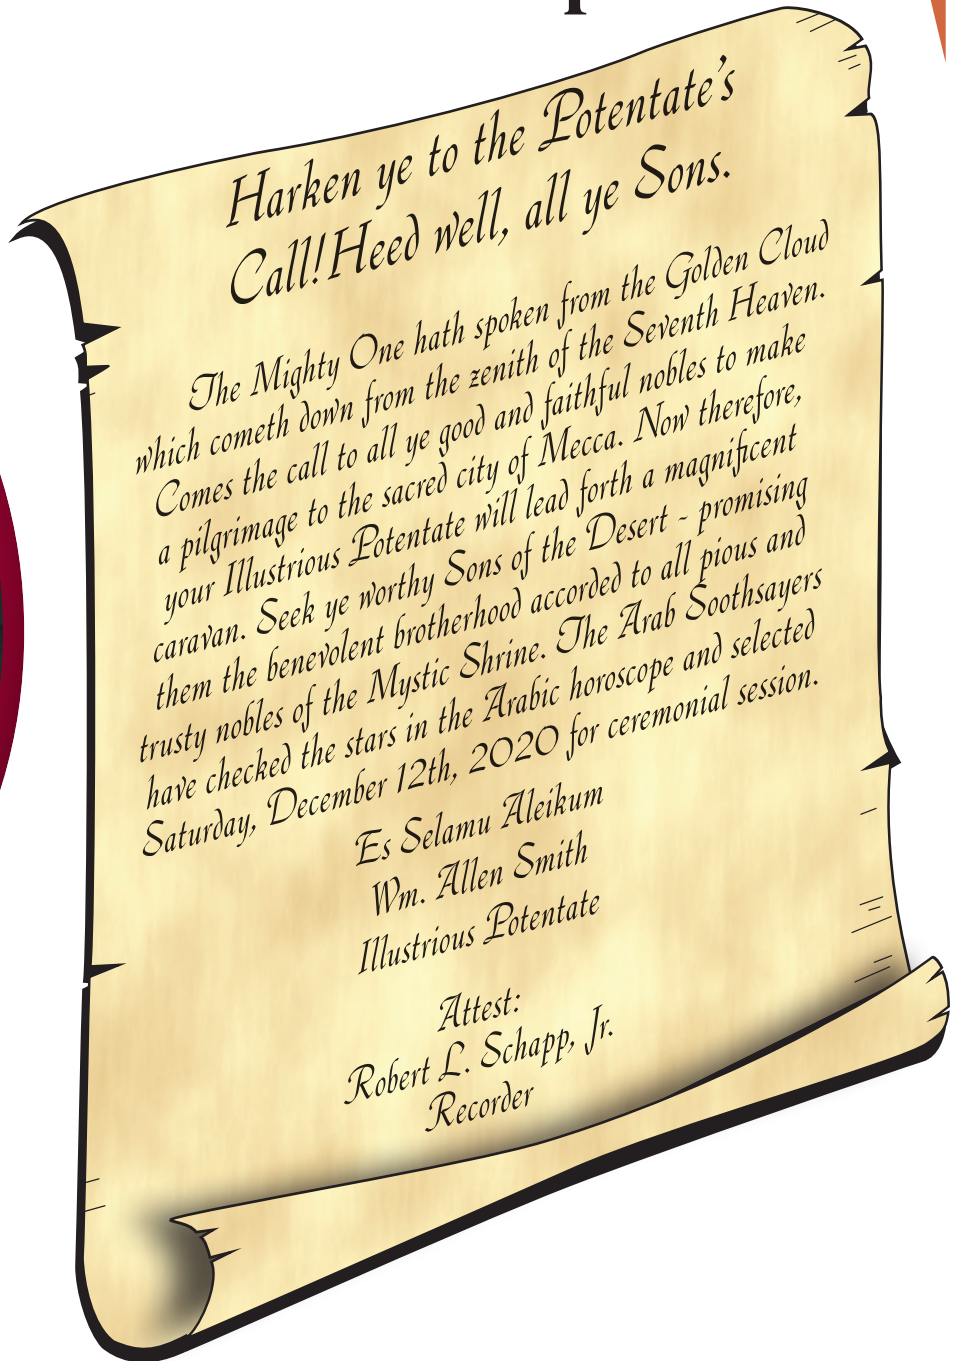 Harken ye to the Potentate's
Call!Heed well, all ye Sons.
The Mighty One hath spoken from the Golden Cloud
which cometh down from the zenith of the Seventh Heaven.
Comes the call to all ye good and faithful nobles to make
a pilgrimage to the sacred city of Mecca. Now therefore,
your Illustrious Potentate will lead forth a magnificent
caravan. Seek ye worthy Sons of the Desert - promising
them the benevolent brotherhood accorded to all pious and
trusty nobles of the Mystic Shrine. The Arab Soothsayers
have checked the stars in the Arabic horoscope and selected
Saturday, December 12th, 2020 for ceremonial session.
Es Selamu Aleikum
Wm. Allen Smith
Illustrious Potentate
Attest:
Robert L. Schapp, Jr.
Recorder